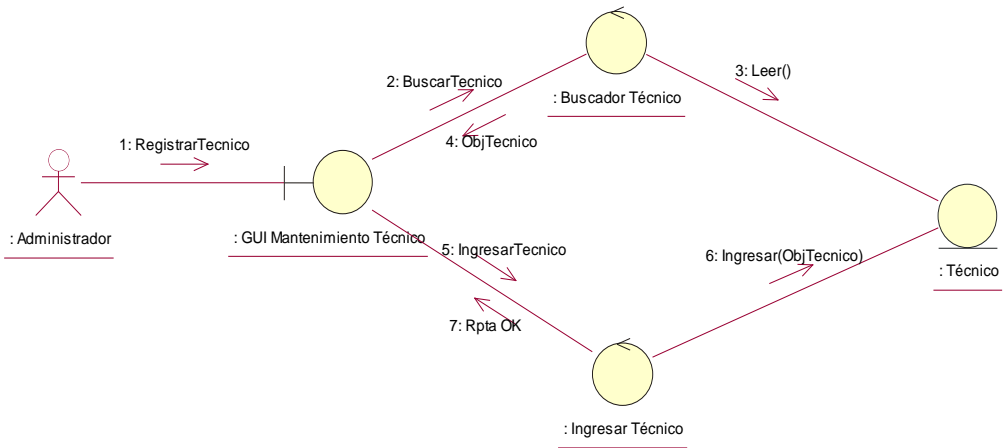 2: BuscarTecnico
3: Leer()
: Buscador Técnico
1: RegistrarTecnico
4: ObjTecnico
: Administrador
: GUI Mantenimiento Técnico
5: IngresarTecnico
6: Ingresar(ObjTecnico)
: Técnico
7: Rpta OK
: Ingresar Técnico